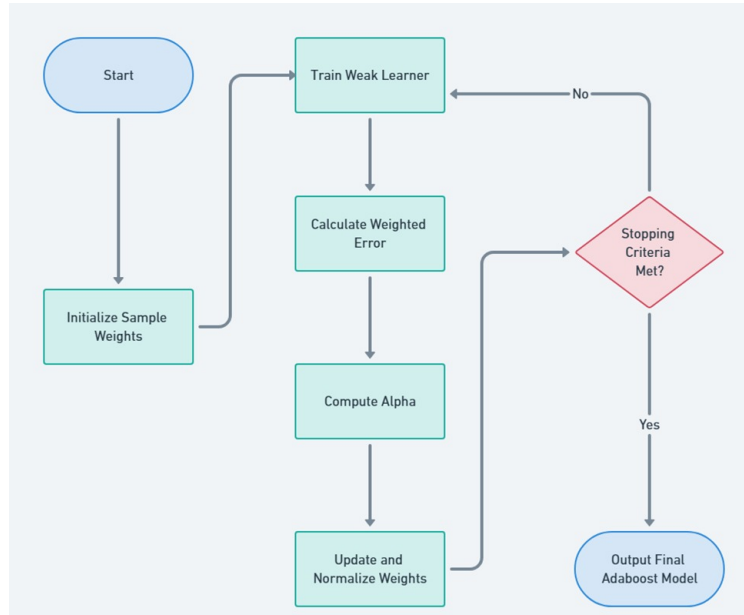 Start
Initialize Sample
Weights
Train Weak Learner
Calculate Weighted
Error
Compute Alpha
Update and
Normalize Weights
Stopping
Criteria
Met?
No
Yes
Output Final
Adaboost Model